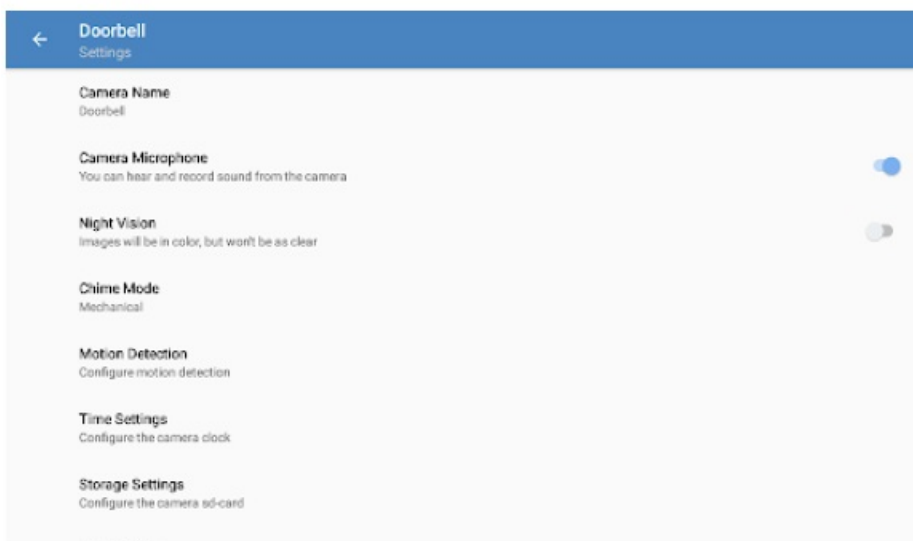 Doorbell
Settings
Camera Name
Doorbell
Camera Microphone
You can hear and record sound from the camera
Night Vision
Images will be in color, but won't be as clear
Chime Mode
Mechanical
Motion Detection
Configure motion detection
Time Settings
Configure the camera clock
Storage Settings
Configure the camera sd-card